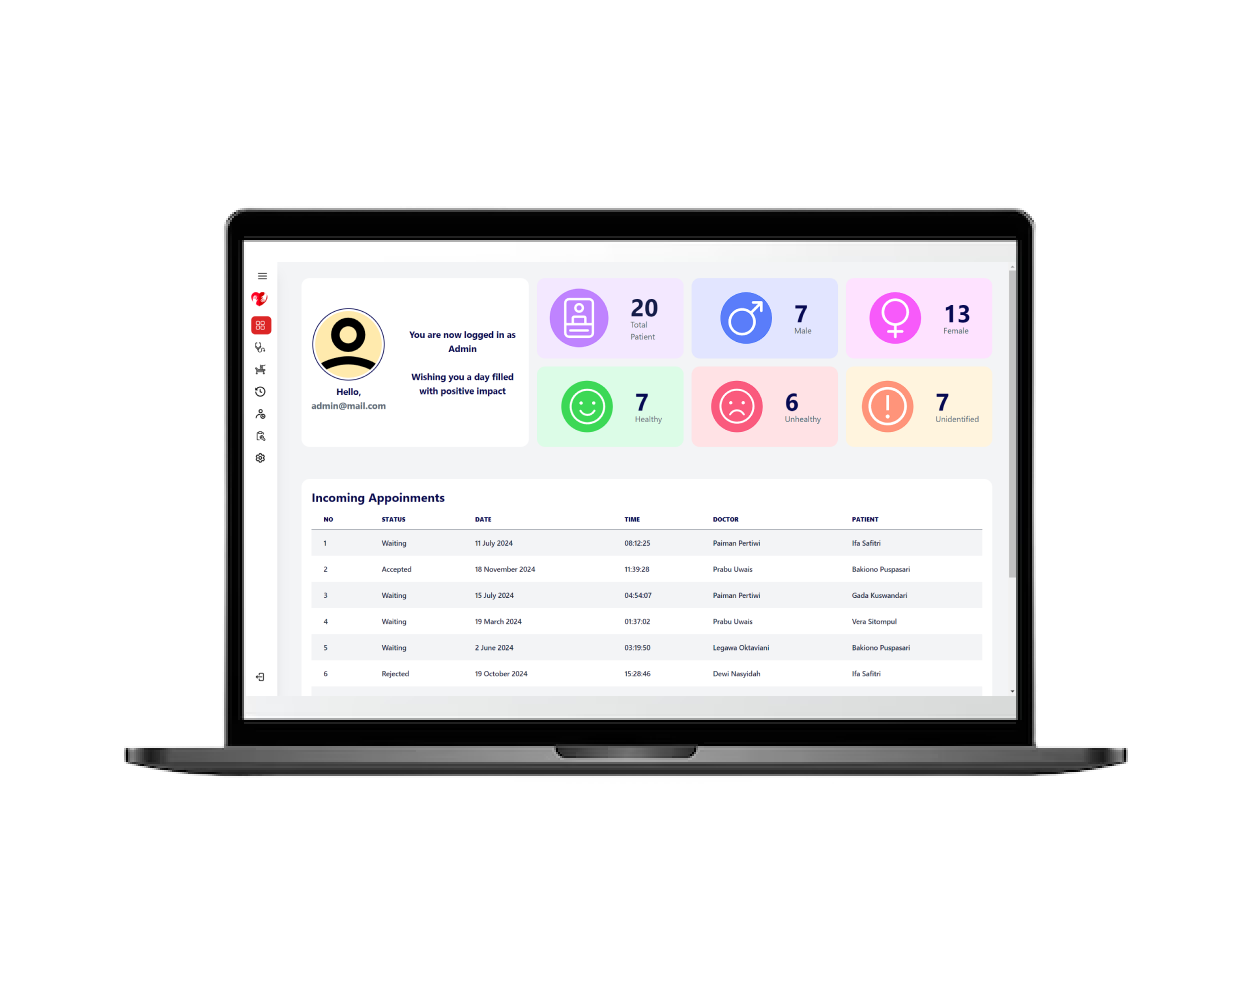 You are now logged in as
Admin
Wishing you a day filled
with positive impact
Hello,
admin@mail.com
20
Total
Patient
7
Male
13
Female
7
Healthy
6
Unhealthy
7
Unidentified
Incoming Appoinments
NO STATUS DATE TIME DOCTOR PATIENT
1 Waiting 11 July 2024 08:12:25 Paiman Pertiwi Ifa Safitri
2 Accepted 18 November 2024 11:39:28 Prabu Uwais Bakiono Puspasari
3 Waiting 15 July 2024 04:54:07 Paiman Pertiwi Gada Kuswandari
4 Waiting 19 March 2024 01:37:02 Prabu Uwais Vera Sitompul
5 Waiting 2 June 2024 03:19:50 Legawa Oktaviani Bakiono Puspasari
6 Rejected 19 October 2024 15:28:46 Dewi Nasyidah Ifa Safitri